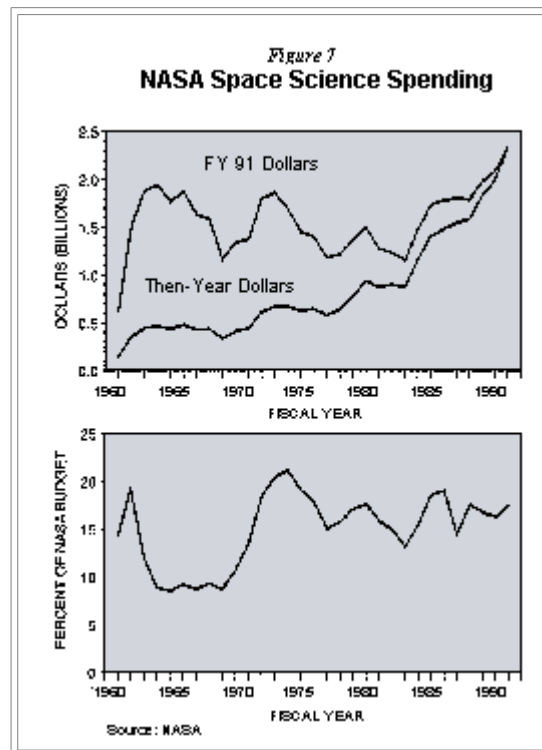 Figure 7
NASA Space Science Spending
2.5
2.0
1.5
1.0
0.5
0.0
DOLLARS (BILLIONS)
FY 91 Dollars
Then-Year Dollars
1960 1965 1970 1975 1980 1985 1990
FISCAL YEAR
25
20
15
10
5
0
PERCENT OF NASA BUDGET
1960 1965 1970 1975 1980 1985 1990
FISCAL YEAR
Source: NASA